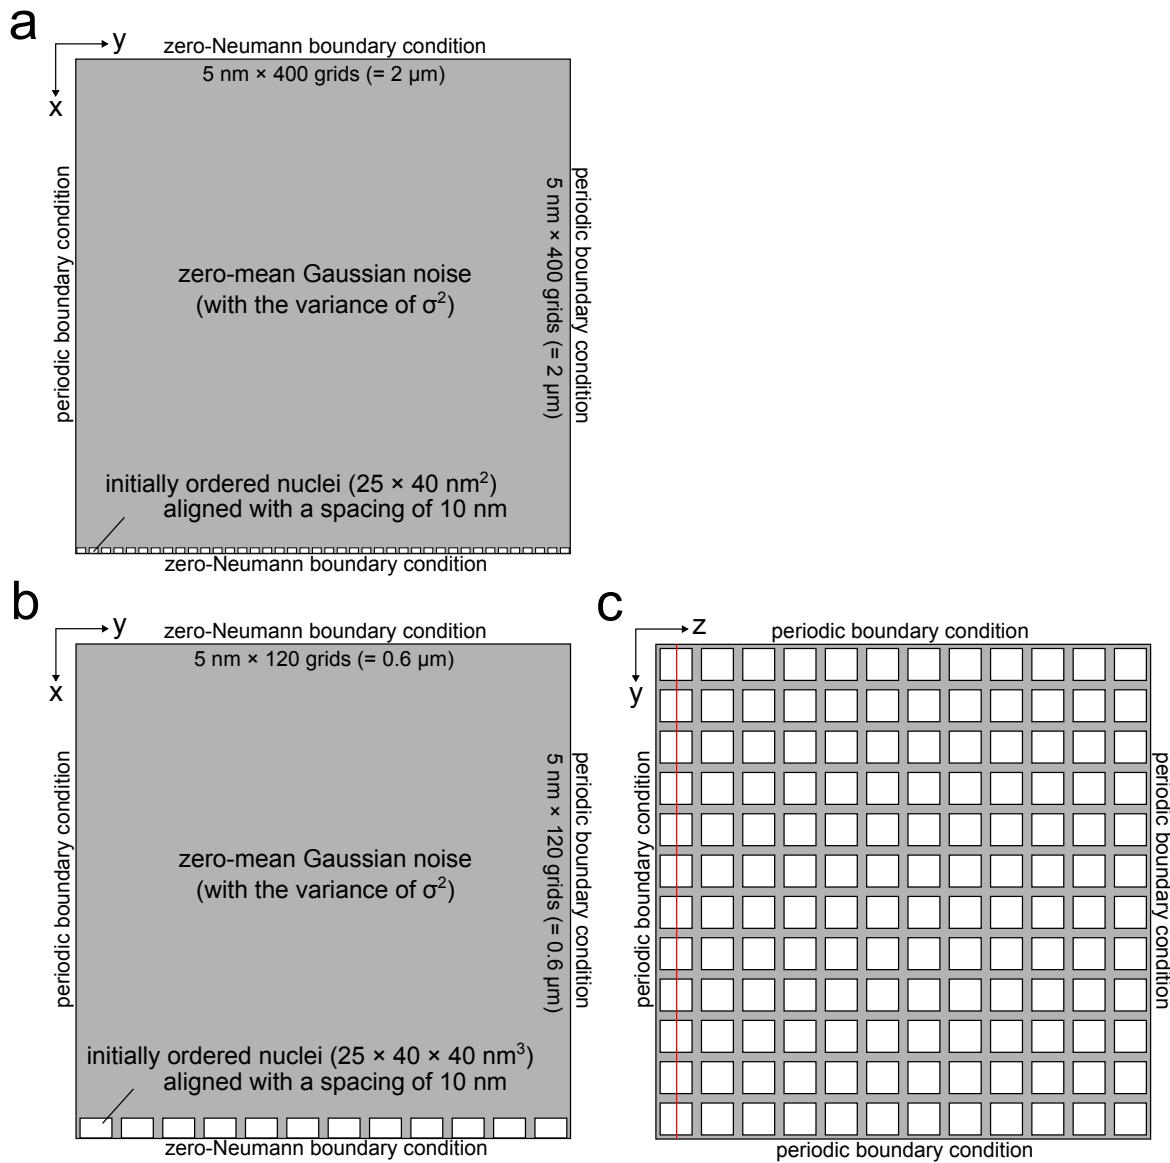 a
y
zero-Neumann boundary condition
5 nm × 400 grids (= 2 μm)
x
periodic boundary condition
zero-mean Gaussian noise
(with the variance of σ²)
5 nm × 400 grids (= 2 μm)
periodic boundary condition
initially ordered nuclei (25 × 40 nm²)
aligned with a spacing of 10 nm
zero-Neumann boundary condition
b
y
zero-Neumann boundary condition
5 nm × 120 grids (= 0.6 μm)
x
periodic boundary condition
zero-mean Gaussian noise
(with the variance of σ²)
5 nm × 120 grids (= 0.6 μm)
periodic boundary condition
initially ordered nuclei (25 × 40 × 40 nm³)
aligned with a spacing of 10 nm
zero-Neumann boundary condition
c
z
periodic boundary condition
y
periodic boundary condition
periodic boundary condition
periodic boundary condition